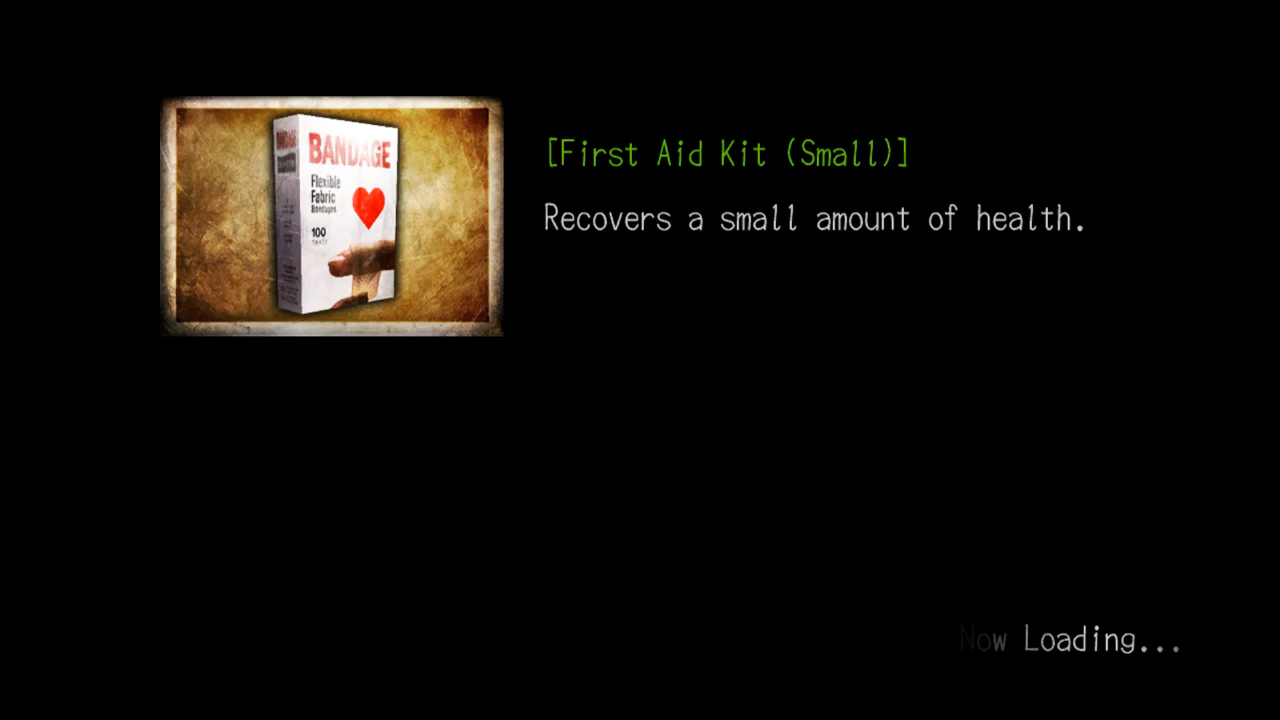 BANDAGE
Flexible
Fabric
Bandages
100
[First Aid Kit (Small)]
Recovers a small amount of health.
Now Loading...